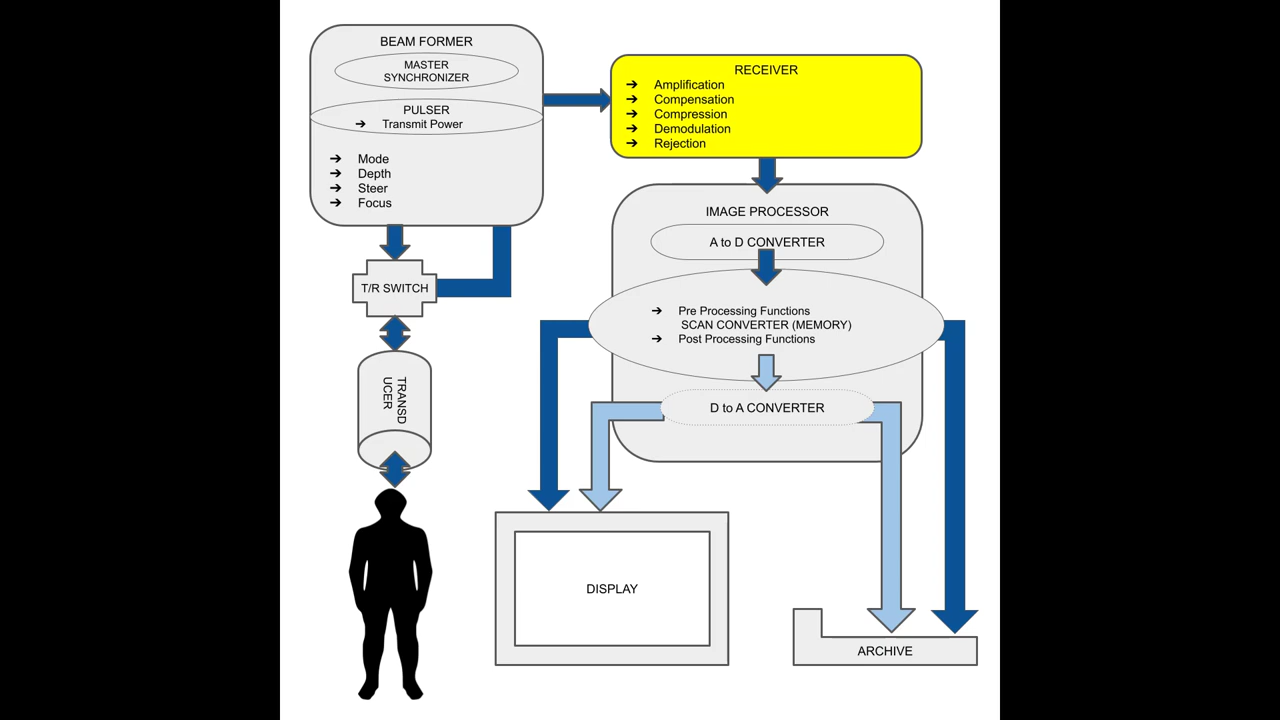 BEAM FORMER
MASTER
SYNCHRONIZER
PULSER
➔ Transmit Power
➔ Mode
➔ Depth
➔ Steer
➔ Focus
RECEIVER
➔ Amplification
➔ Compensation
➔ Compression
➔ Demodulation
➔ Rejection
T/R SWITCH
TRANSD
UCER
IMAGE PROCESSOR
A to D CONVERTER
➔ Pre Processing Functions
SCAN CONVERTER (MEMORY)
➔ Post Processing Functions
D to A CONVERTER
DISPLAY
ARCHIVE